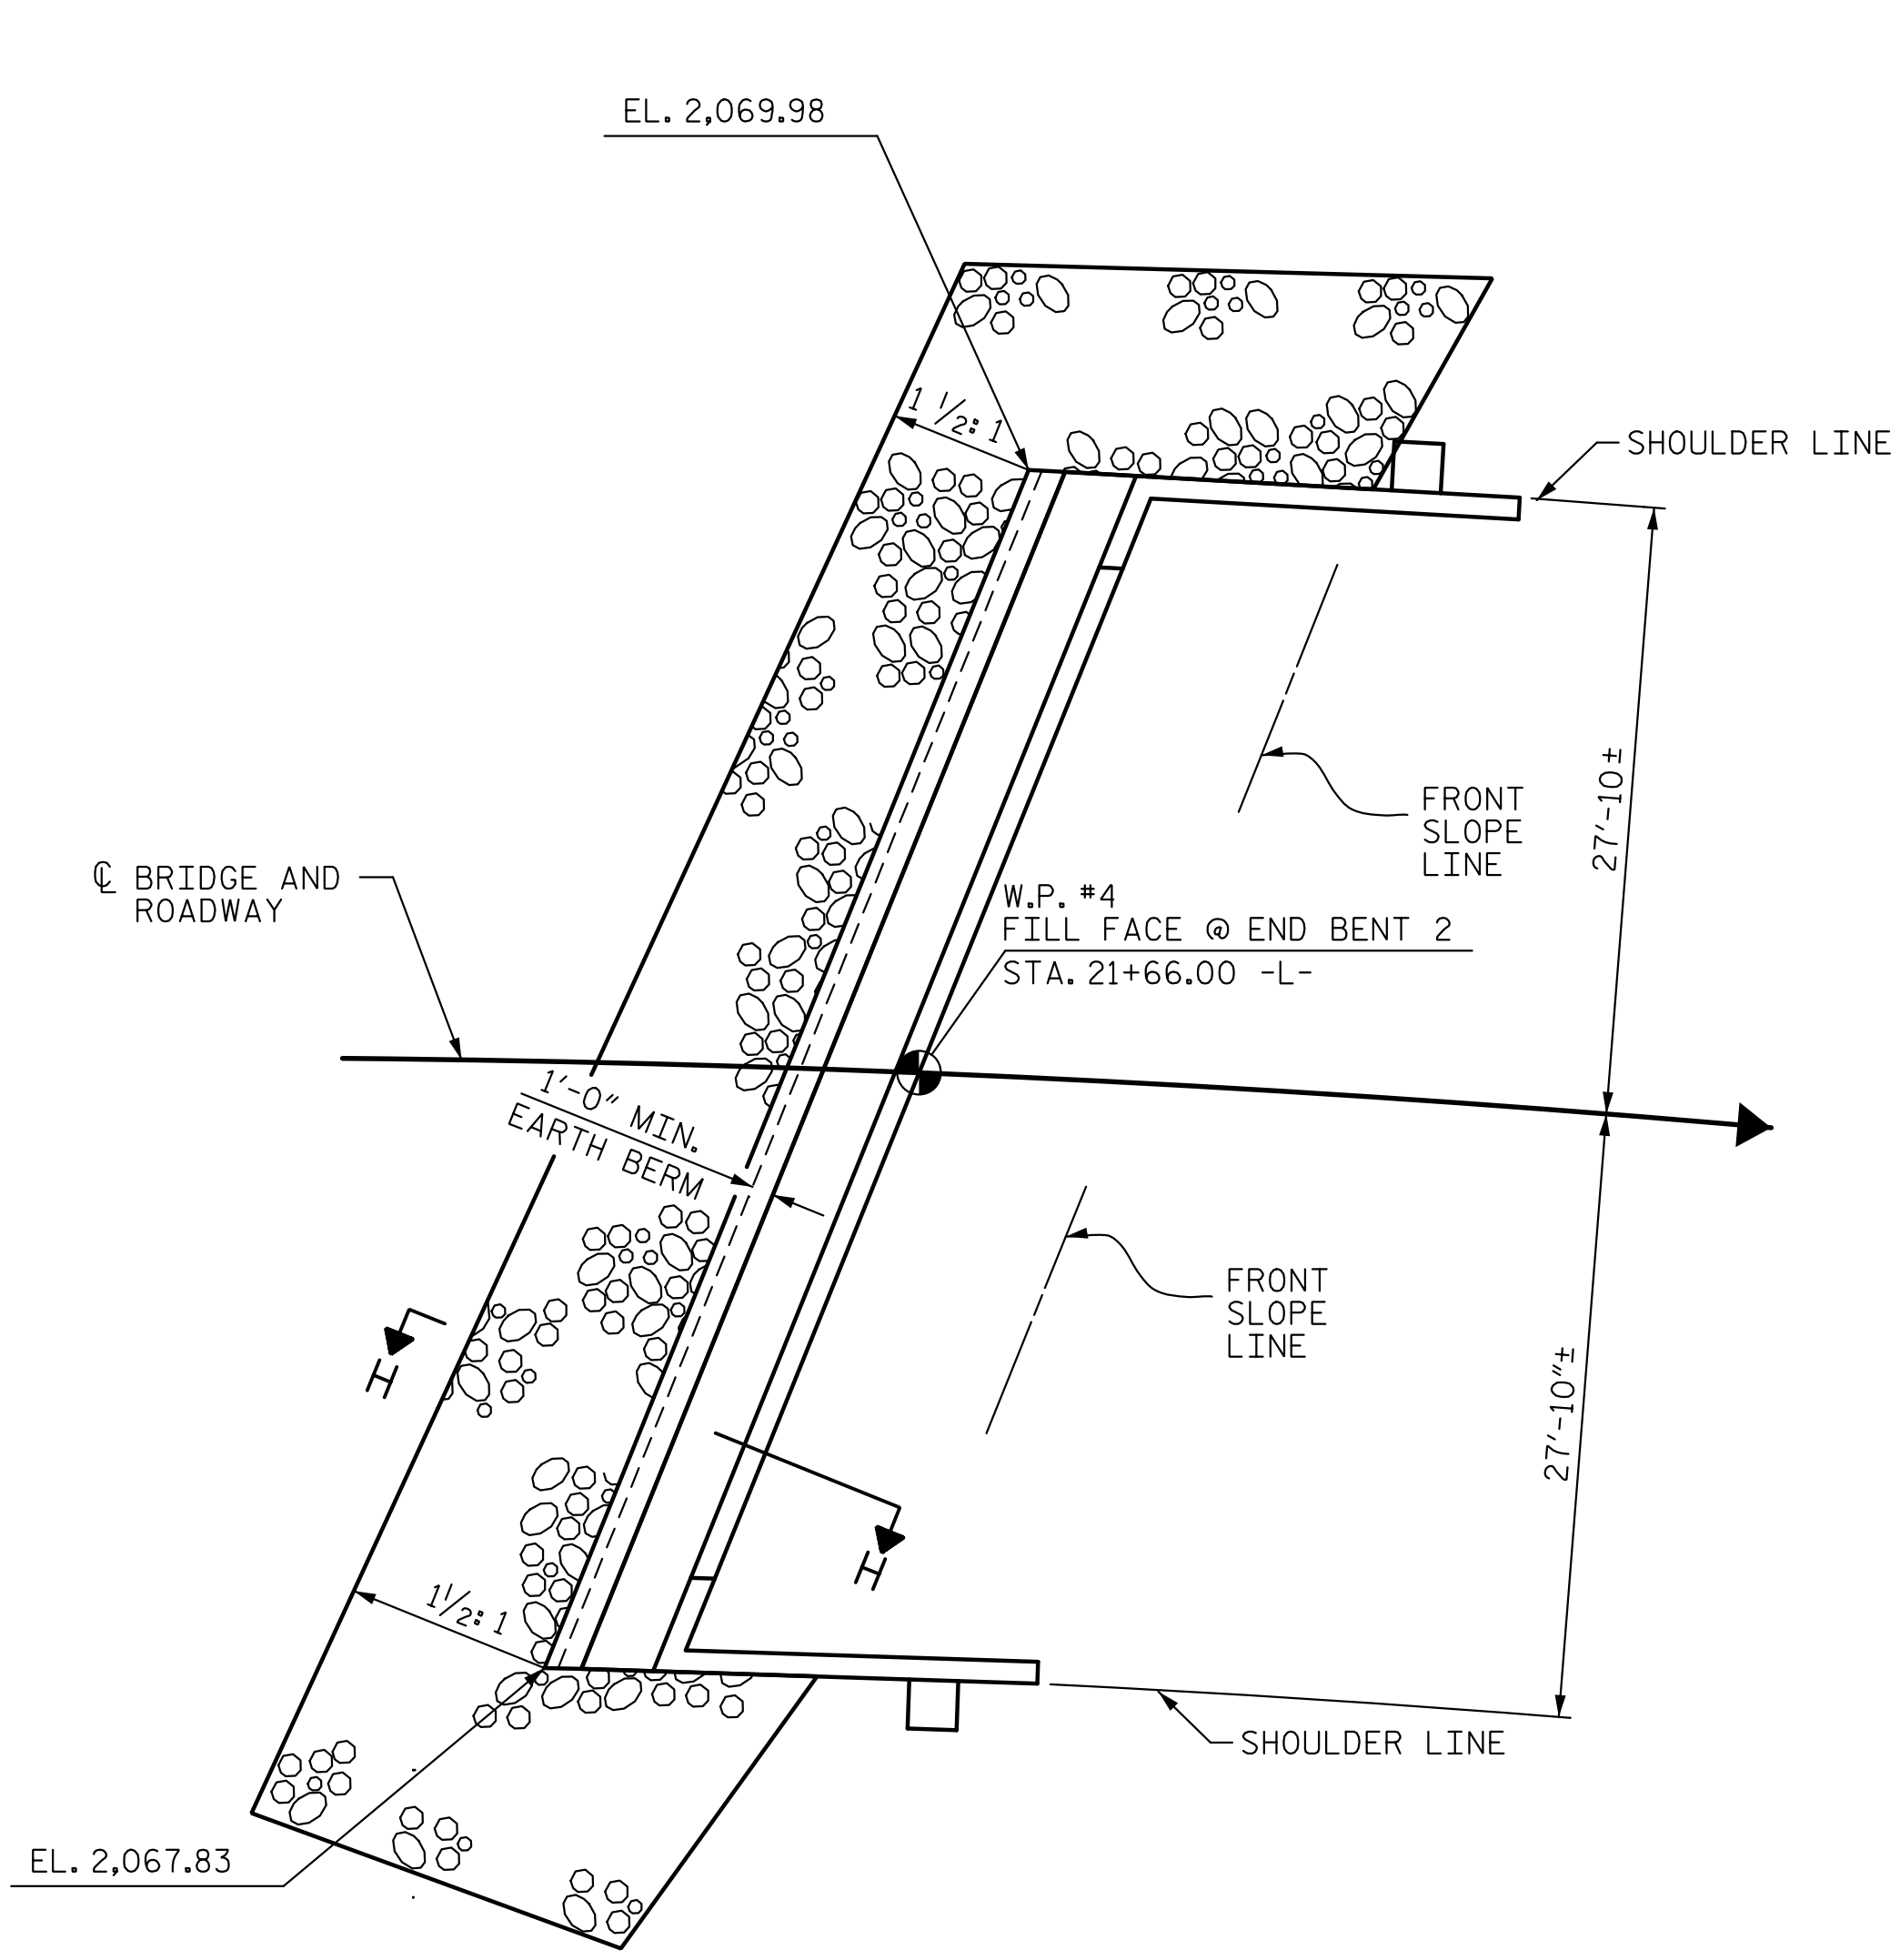 EL. 2,069.98
1 1/2: 1
SHOULDER LINE
27'-10±
FRONT
SLOPE
LINE
℄ BRIDGE AND
ROADWAY
W.P. #4
FILL FACE @ END BENT 2
STA. 21+66.00 -L-
1'-0" MIN.
EARTH BERM
FRONT
SLOPE
LINE
27'-10"±
H
H
1 1/2: 1
SHOULDER LINE
EL. 2,067.83